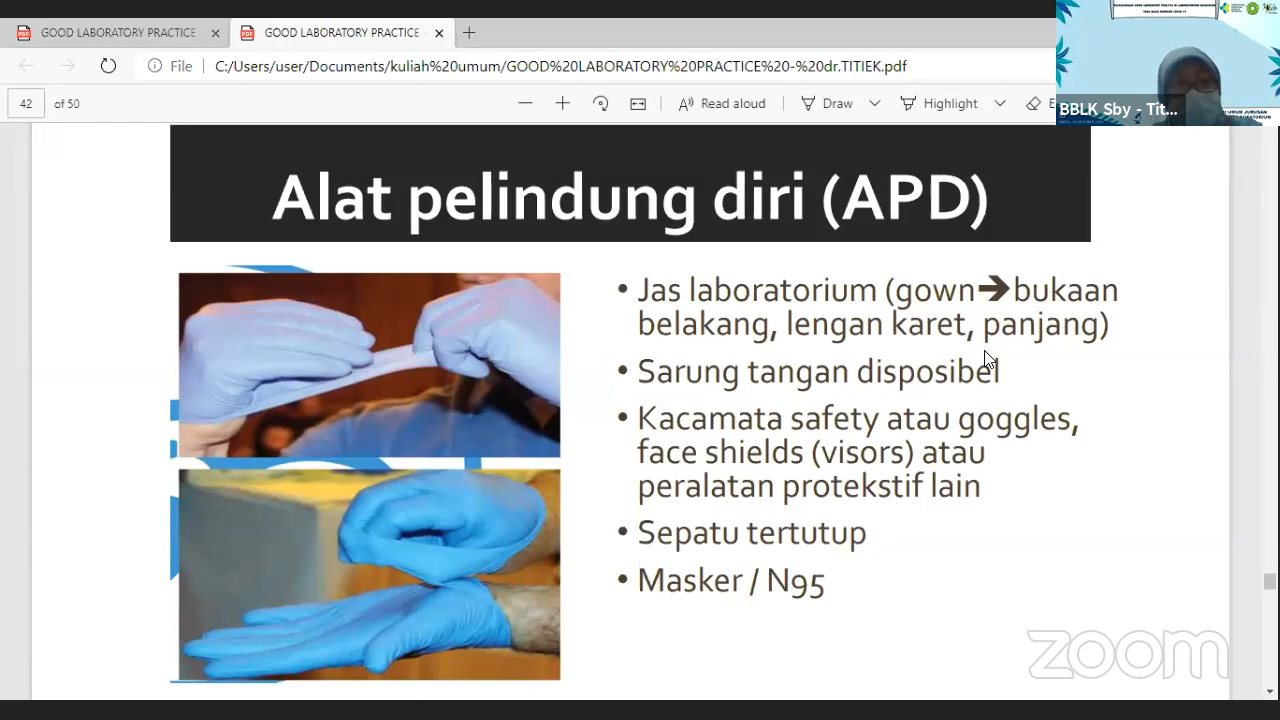 GOOD LABORATORY PRACTICE
GOOD LABORATORY PRACTICE
File
C:/Users/user/Documents/kuliah%20umum/GOOD%20LABORATORY%20PRACTICE%20-%20dr.TITIEK.pdf
42 of 50
Read aloud
Draw
Highlight
BBLK Sby - Tit...
Alat pelindung diri (APD)
• Jas laboratorium (gown➔bukaan
belakang, lengan karet, panjang)
• Sarung tangan disposibel
• Kacamata safety atau goggles,
face shields (visors) atau
peralatan protekstif lain
• Sepatu tertutup
• Masker / N95
zoom